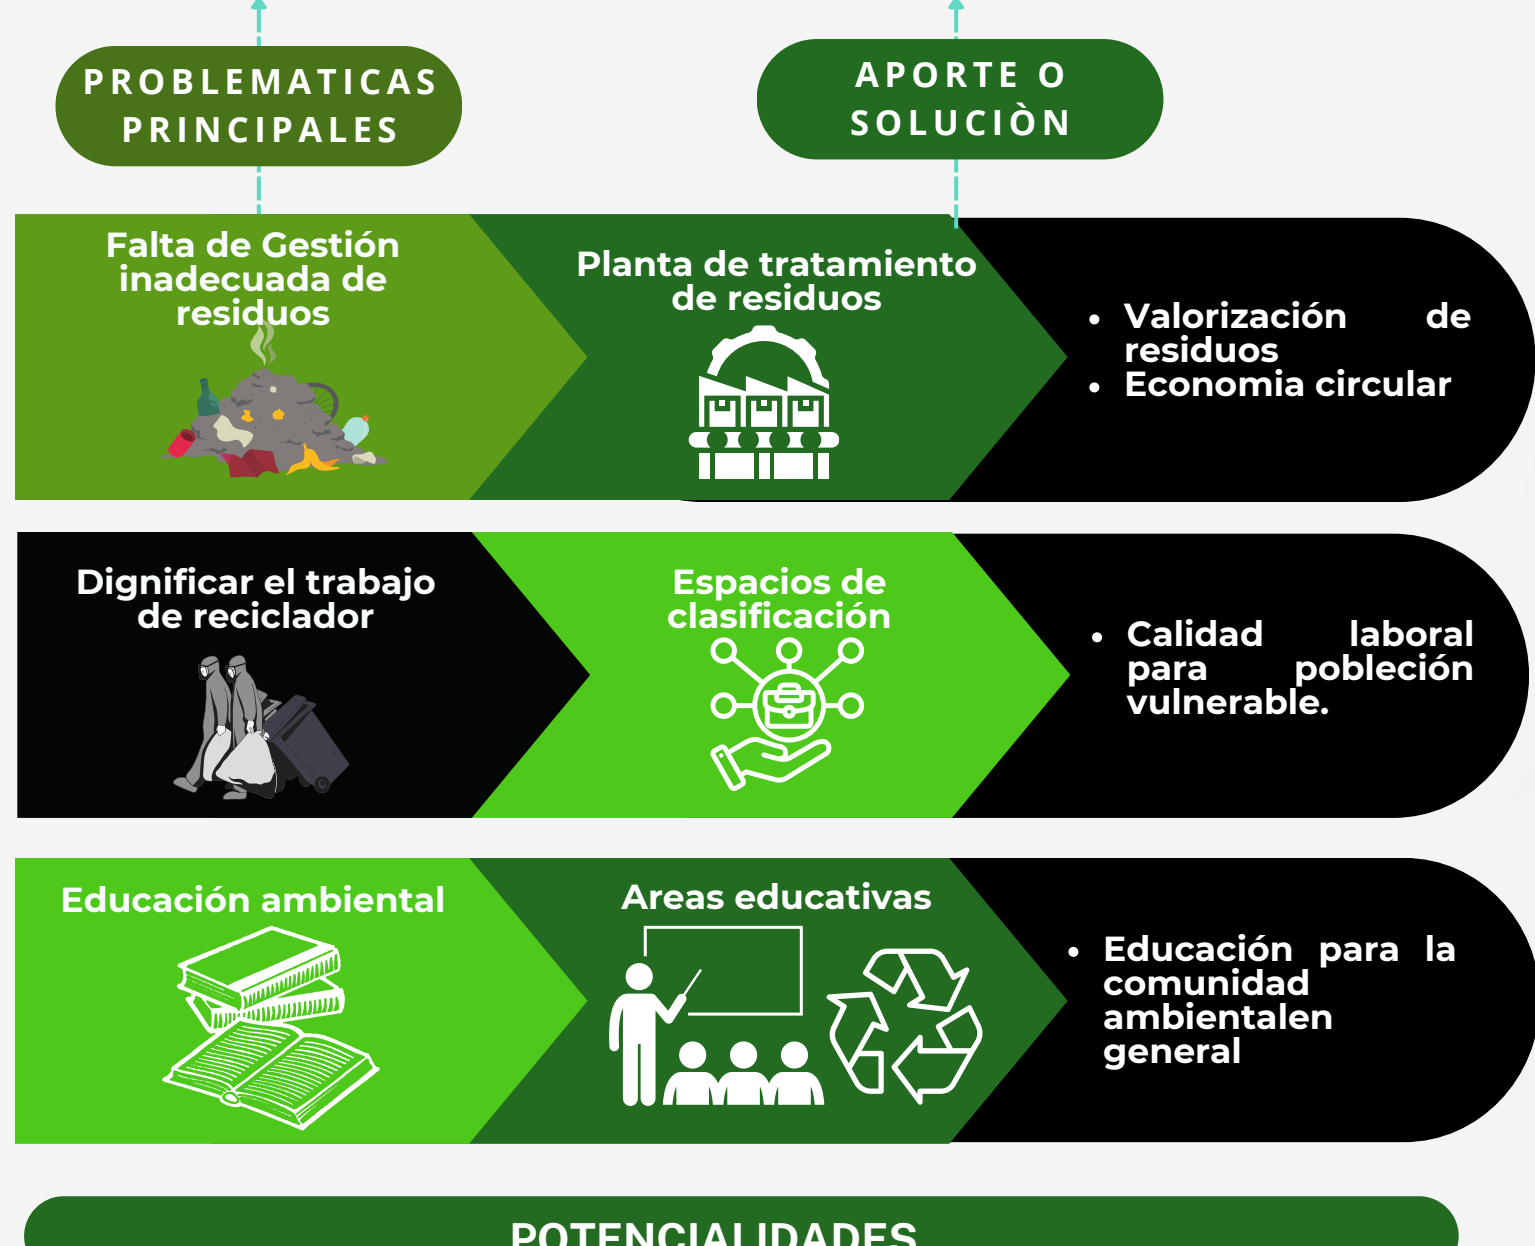 PROBLEMATICAS
PRINCIPALES
APORTE O
SOLUCIÒN
Falta de Gestión
inadecuada de
residuos
Planta de tratamiento
de residuos
• Valorización de
residuos
• Economia circular
Dignificar el trabajo
de reciclador
Espacios de
clasificación
• Calidad laboral
para pobleción
vulnerable.
Educación ambiental
Areas educativas
• Educación para la
comunidad
ambientalen
general
POTENCIALIDADES